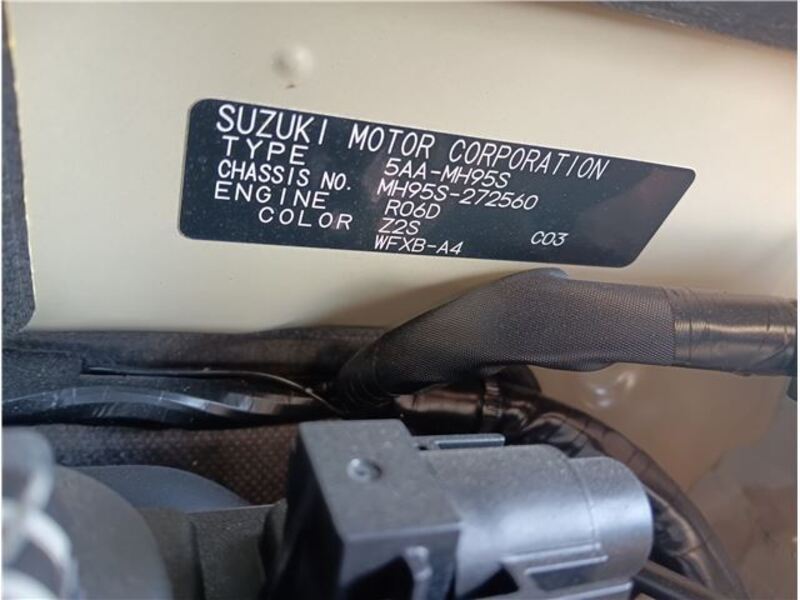 SUZUKI MOTOR CORPORATION
TYPE 5AA-MH95S
CHASSIS NO. MH95S-272560
ENGINE R06D
COLOR Z2S
WFXB-A4 C03